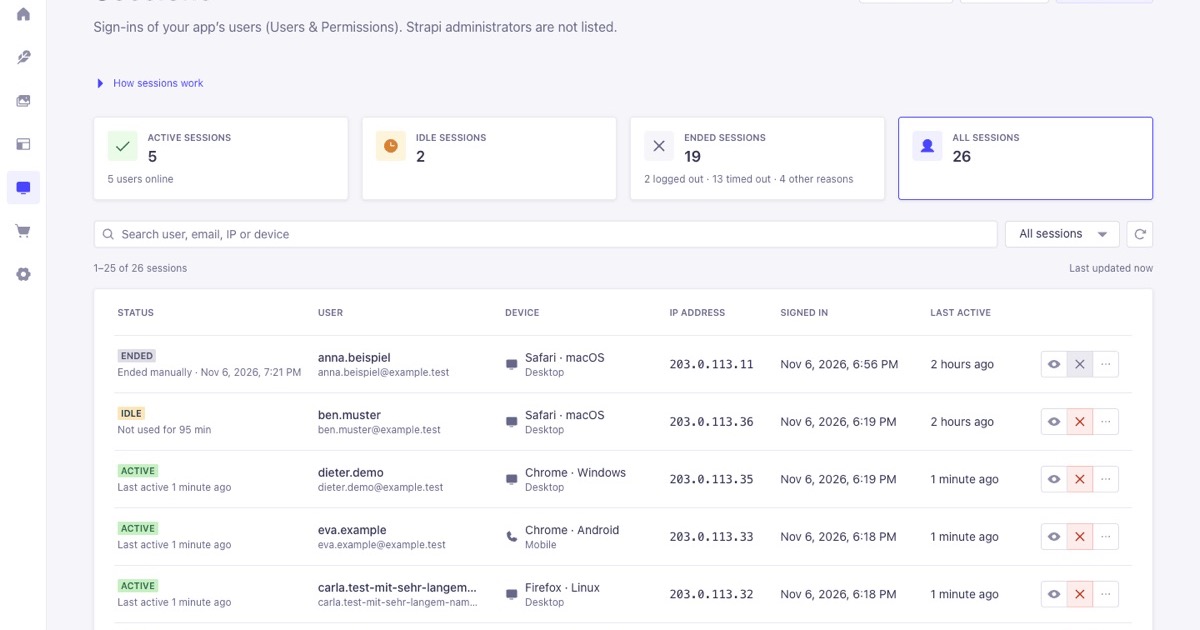 Sign-ins of your app's users (Users & Permissions). Strapi administrators are not listed.
How sessions work
ACTIVE SESSIONS
5
5 users online
IDLE SESSIONS
2
ENDED SESSIONS
19
2 logged out · 13 timed out · 4 other reasons
ALL SESSIONS
26
Search user, email, IP or device
All sessions
1–25 of 26 sessions
Last updated now
STATUS USER DEVICE IP ADDRESS SIGNED IN LAST ACTIVE
ENDED
Ended manually · Nov 6, 2026, 7:21 PM
anna.beispiel
anna.beispiel@example.test
Safari · macOS
Desktop
203.0.113.11
Nov 6, 2026, 6:56 PM
2 hours ago
IDLE
Not used for 95 min
ben.muster
ben.muster@example.test
Safari · macOS
Desktop
203.0.113.36
Nov 6, 2026, 6:19 PM
2 hours ago
ACTIVE
Last active 1 minute ago
dieter.demo
dieter.demo@example.test
Chrome · Windows
Desktop
203.0.113.35
Nov 6, 2026, 6:19 PM
1 minute ago
ACTIVE
Last active 1 minute ago
eva.example
eva.example@example.test
Chrome · Android
Mobile
203.0.113.33
Nov 6, 2026, 6:18 PM
1 minute ago
ACTIVE
Last active 1 minute ago
carla.test-mit-sehr-langem...
carla.test-mit-sehr-langem-nam...
Firefox · Linux
Desktop
203.0.113.32
Nov 6, 2026, 6:18 PM
1 minute ago